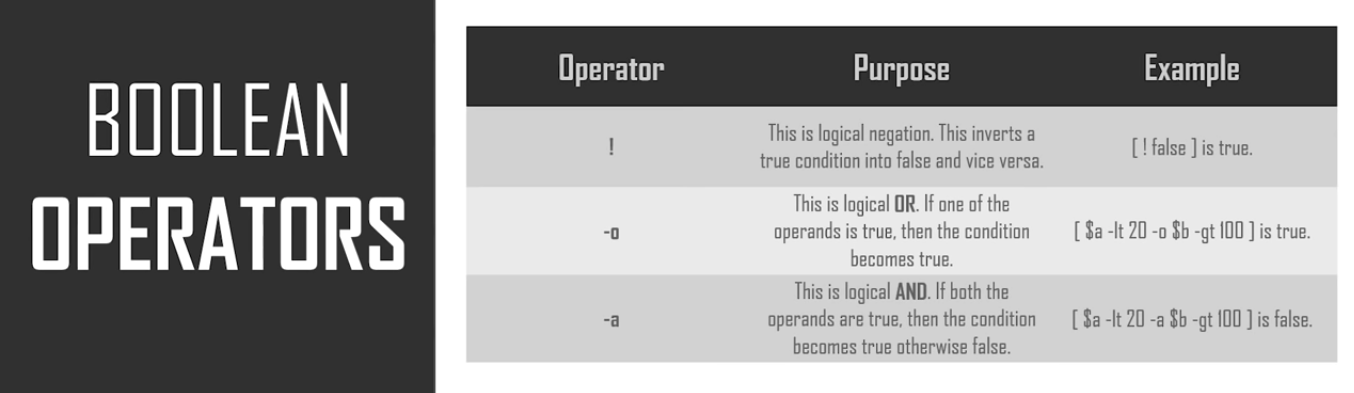 BOOLEAN
OPERATORS
Operator Purpose Example
!
This is logical negation. This inverts a
true condition into false and vice versa.
[ ! false ] is true.
-o
This is logical OR. If one of the
operands is true, then the condition
becomes true.
[ $a -lt 20 -o $b -gt 100 ] is true.
-a
This is logical AND. If both the
operands are true, then the condition
becomes true otherwise false.
[ $a -lt 20 -a $b -gt 100 ] is false.